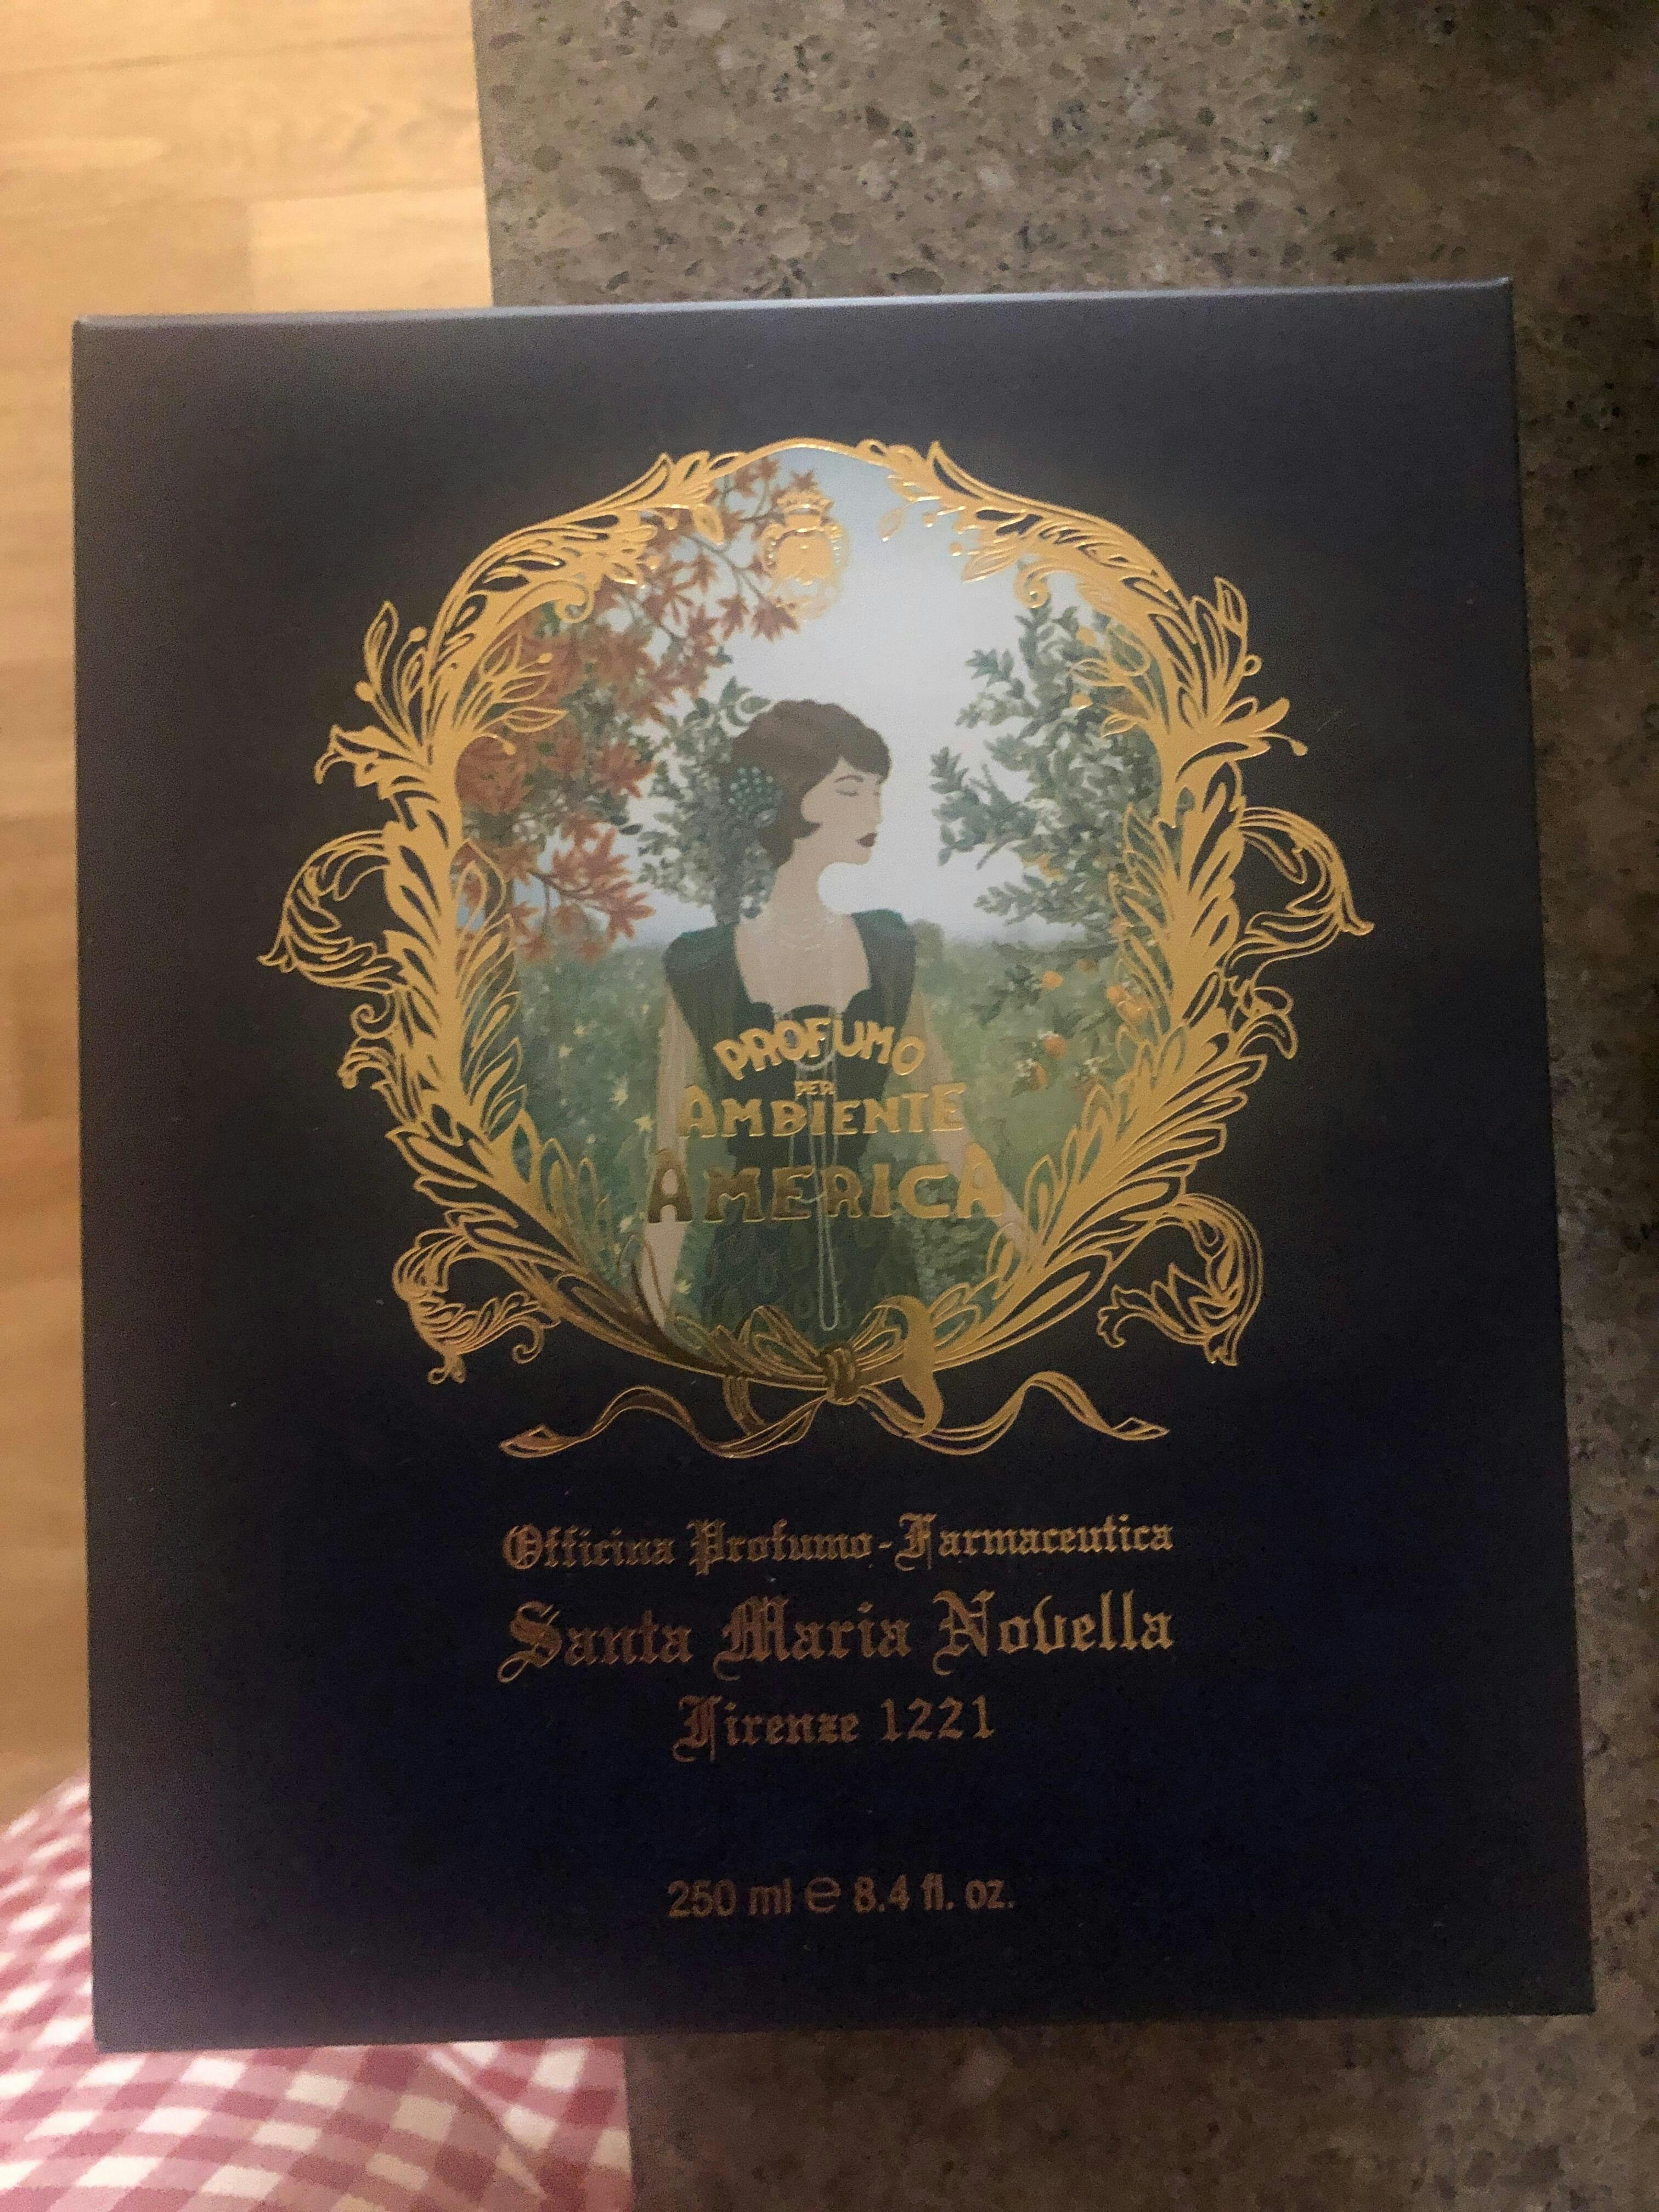 PROFUMO
PER
AMBIENTE
AMERICA
Officina Profumo-Farmaceutica
Santa Maria Novella
Firenze 1221
250 ml ℮ 8.4 fl. oz.